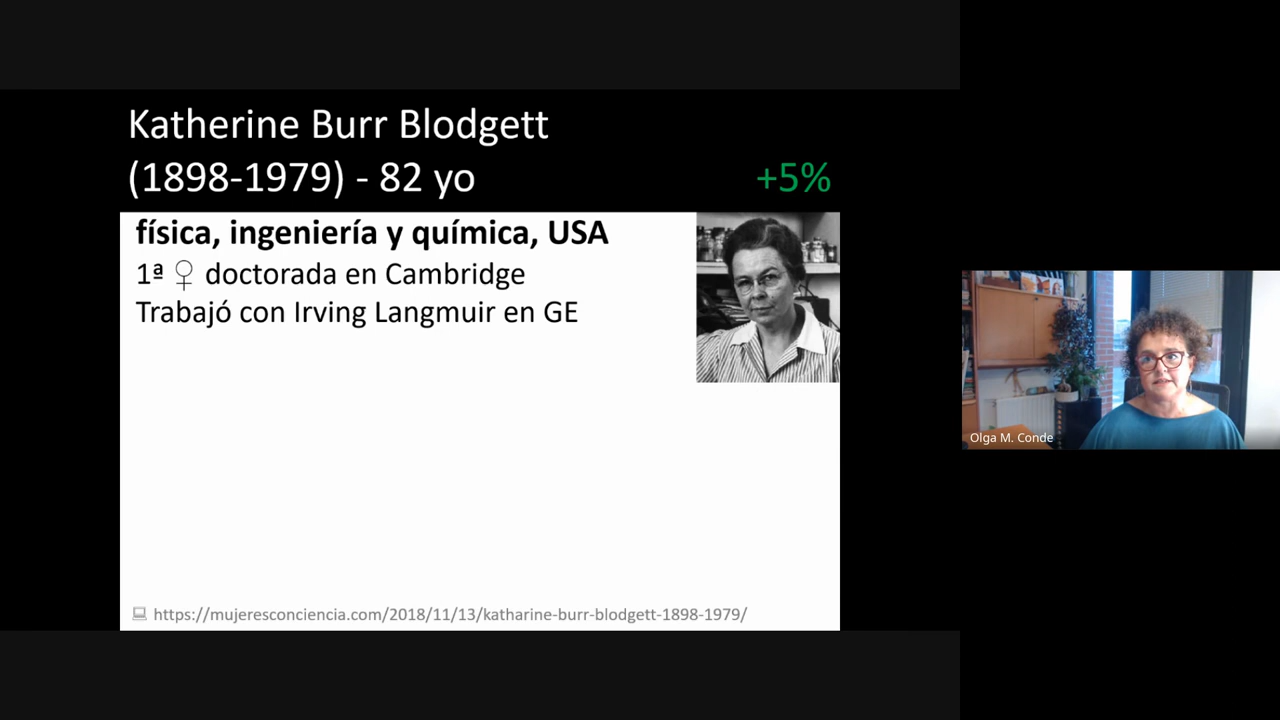 Katherine Burr Blodgett
(1898-1979) - 82 yo
+5%
física, ingeniería y química, USA
1ª ♀ doctorada en Cambridge
Trabajó con Irving Langmuir en GE
https://mujeresconciencia.com/2018/11/13/katharine-burr-blodgett-1898-1979/
Olga M. Conde